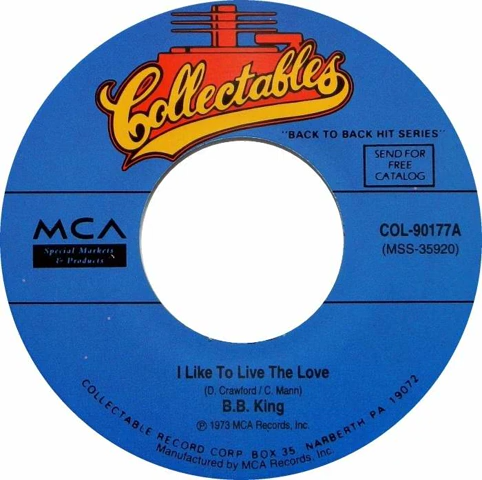 Collectables
"BACK TO BACK HIT SERIES"
SEND FOR
FREE
CATALOG
MCA
Special Markets
& Products
COL-90177A
(MSS-35920)
I Like To Live The Love
(D. Crawford / C. Mann)
B.B. King
℗ 1973 MCA Records, Inc.
COLLECTABLE RECORD CORP. BOX 35, NARBERTH PA 19072
Manufactured by MCA Records, Inc.